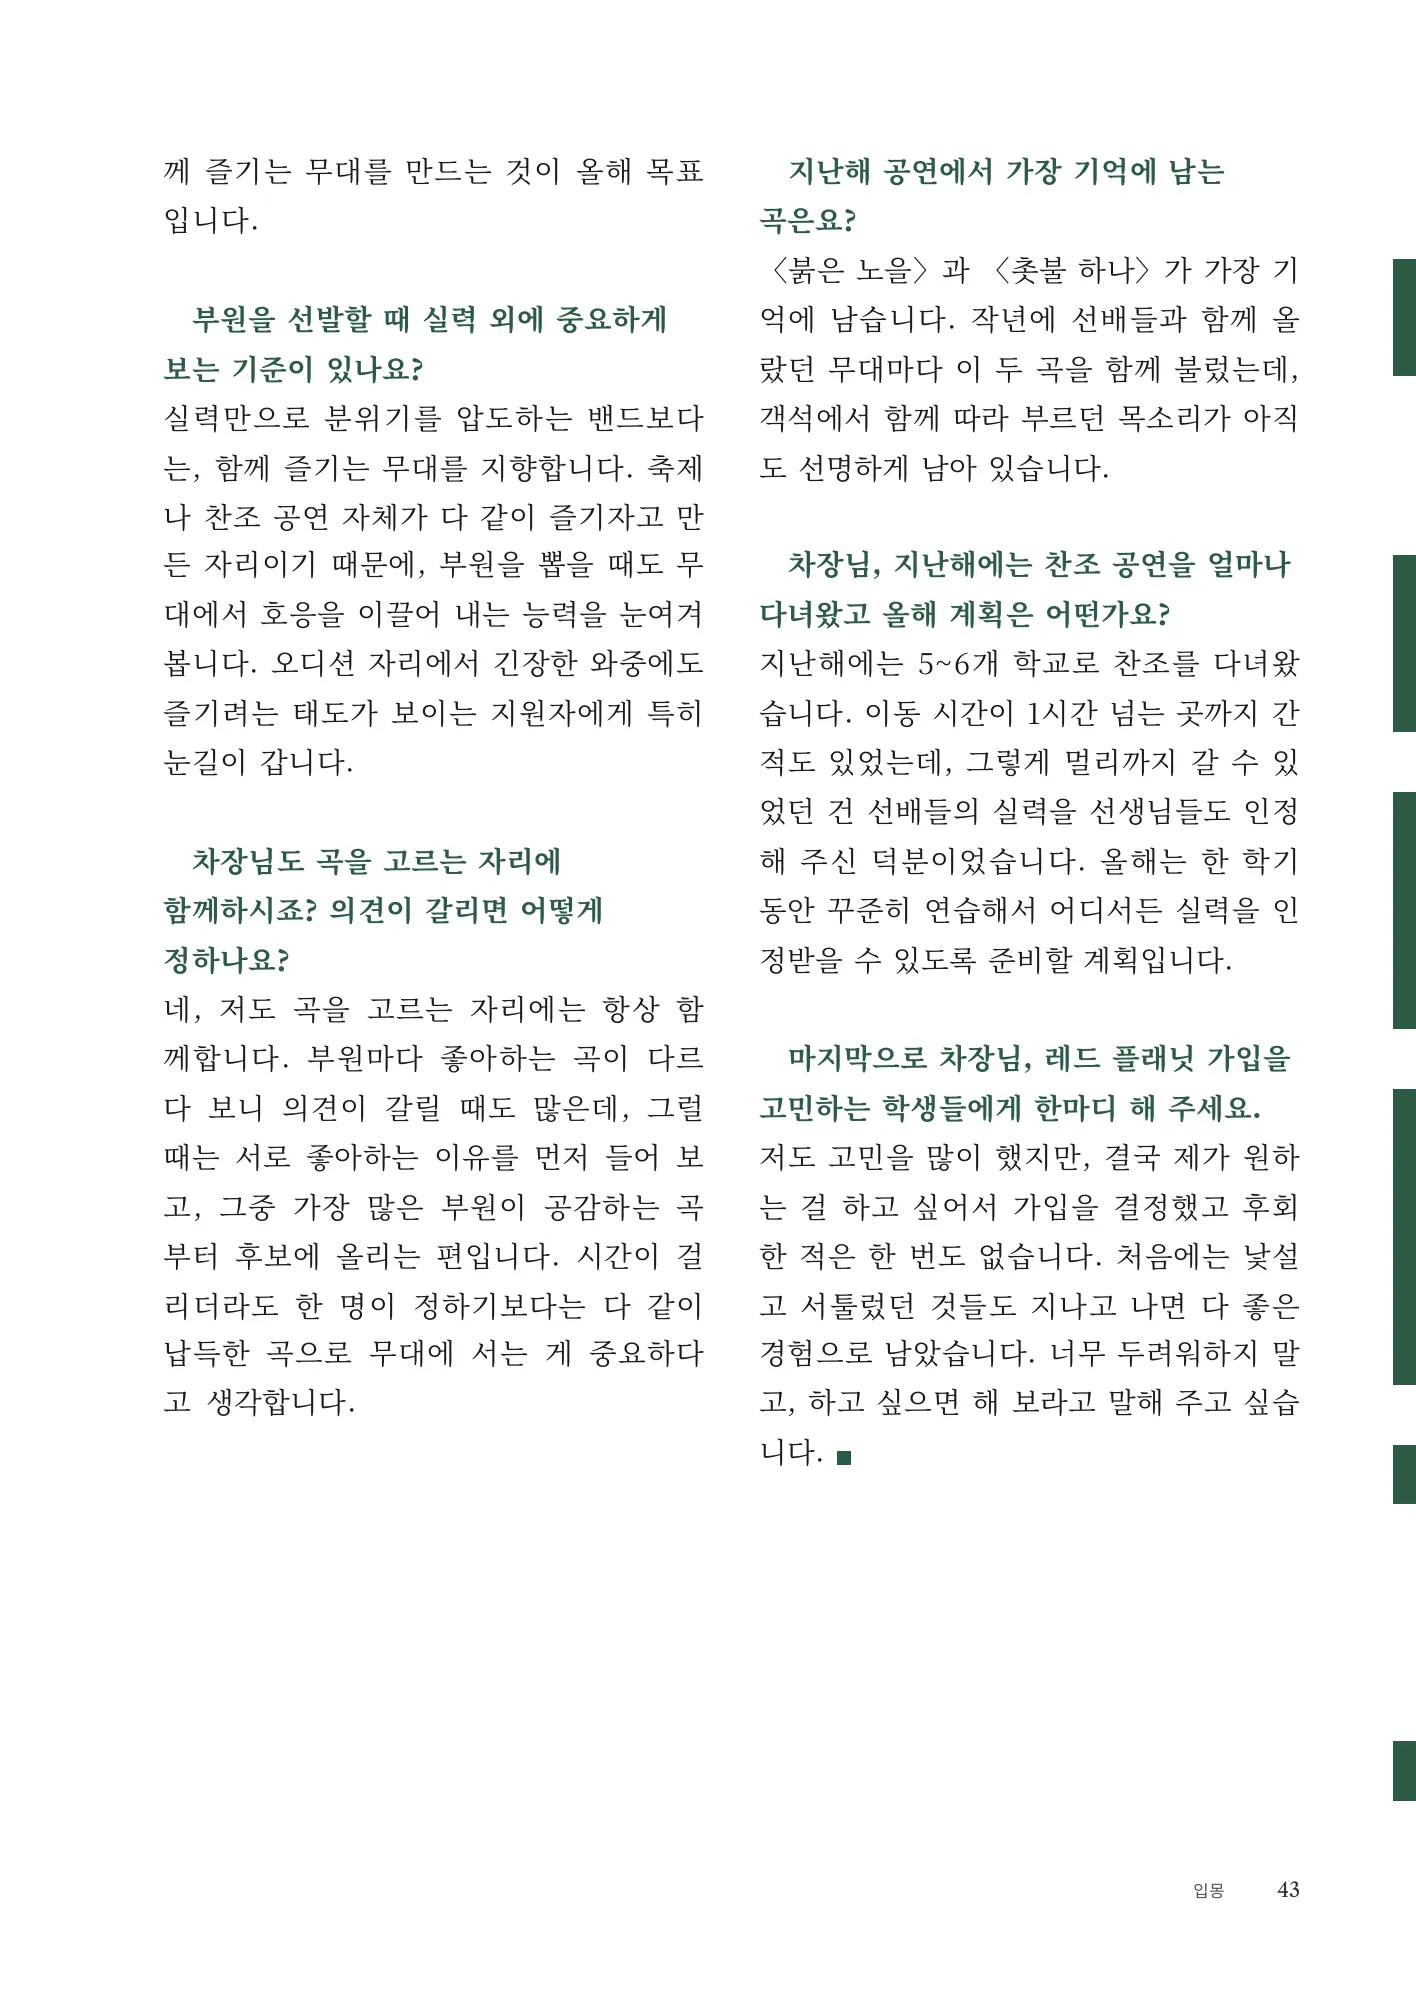 께 즐기는 무대를 만드는 것이 올해 목표
입니다.
부원을 선발할 때 실력 외에 중요하게
보는 기준이 있나요?
실력만으로 분위기를 압도하는 밴드보다
는, 함께 즐기는 무대를 지향합니다. 축제
나 찬조 공연 자체가 다 같이 즐기자고 만
든 자리이기 때문에, 부원을 뽑을 때도 무
대에서 호응을 이끌어 내는 능력을 눈여겨
봅니다. 오디션 자리에서 긴장한 와중에도
즐기려는 태도가 보이는 지원자에게 특히
눈길이 갑니다.
차장님도 곡을 고르는 자리에
함께하시죠? 의견이 갈리면 어떻게
정하나요?
네, 저도 곡을 고르는 자리에는 항상 함
께합니다. 부원마다 좋아하는 곡이 다르
다 보니 의견이 갈릴 때도 많은데, 그럴
때는 서로 좋아하는 이유를 먼저 들어 보
고, 그중 가장 많은 부원이 공감하는 곡
부터 후보에 올리는 편입니다. 시간이 걸
리더라도 한 명이 정하기보다는 다 같이
납득한 곡으로 무대에 서는 게 중요하다
고 생각합니다.
지난해 공연에서 가장 기억에 남는
곡은요?
〈붉은 노을〉과 〈촛불 하나〉가 가장 기
억에 남습니다. 작년에 선배들과 함께 올
랐던 무대마다 이 두 곡을 함께 불렀는데,
객석에서 함께 따라 부르던 목소리가 아직
도 선명하게 남아 있습니다.
차장님, 지난해에는 찬조 공연을 얼마나
다녀왔고 올해 계획은 어떤가요?
지난해에는 5~6개 학교로 찬조를 다녀왔
습니다. 이동 시간이 1시간 넘는 곳까지 간
적도 있었는데, 그렇게 멀리까지 갈 수 있
었던 건 선배들의 실력을 선생님들도 인정
해 주신 덕분이었습니다. 올해는 한 학기
동안 꾸준히 연습해서 어디서든 실력을 인
정받을 수 있도록 준비할 계획입니다.
마지막으로 차장님, 레드 플래닛 가입을
고민하는 학생들에게 한마디 해 주세요.
저도 고민을 많이 했지만, 결국 제가 원하
는 걸 하고 싶어서 가입을 결정했고 후회
한 적은 한 번도 없습니다. 처음에는 낯설
고 서툴렀던 것들도 지나고 나면 다 좋은
경험으로 남았습니다. 너무 두려워하지 말
고, 하고 싶으면 해 보라고 말해 주고 싶습
니다. ■
입몽 43